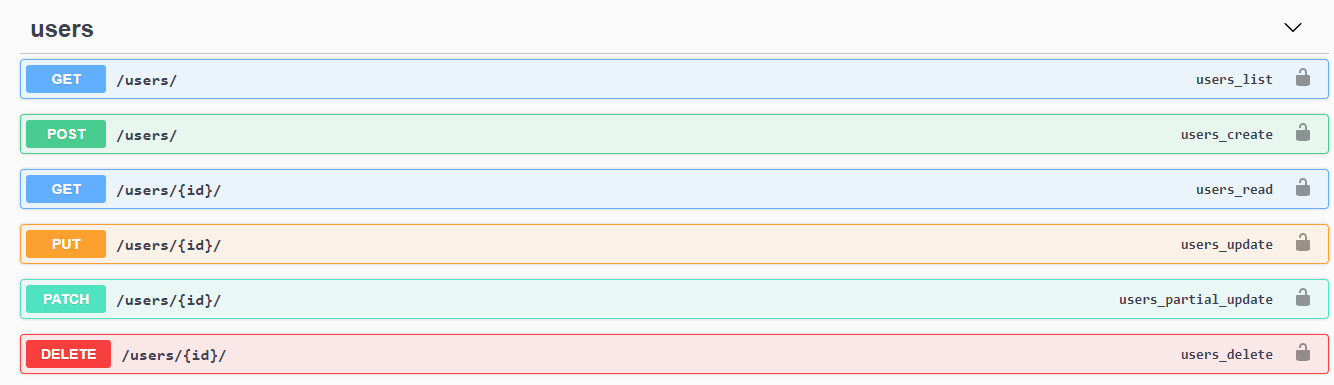 users
GET /users/ users_list
POST /users/ users_create
GET /users/{id}/ users_read
PUT /users/{id}/ users_update
PATCH /users/{id}/ users_partial_update
DELETE /users/{id}/ users_delete